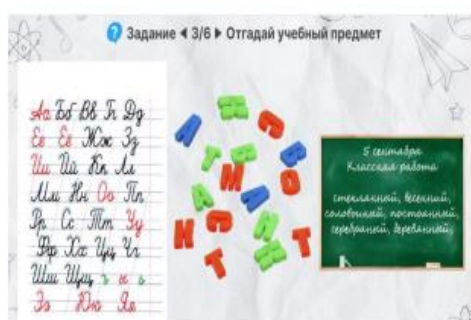 ? Задание ◀ 3/6 ▶ Отгадай учебный предмет
Аа Бб Вв Гг Дд
Ее Ёё Жж Зз
Ии Йй Кк Лл
Мм Нн Оо Пп
Рр Сс Тт Уу
Фф Хх Цц Чч
Шш Щщ ъ ы ь
Ээ Юю Яя
А С
Т В
М О
А А
И С
Т Т
5 сентября
Классная работа
стеклянный, весенний,
соловьиный, постоянный,
серебряный, деревянный,